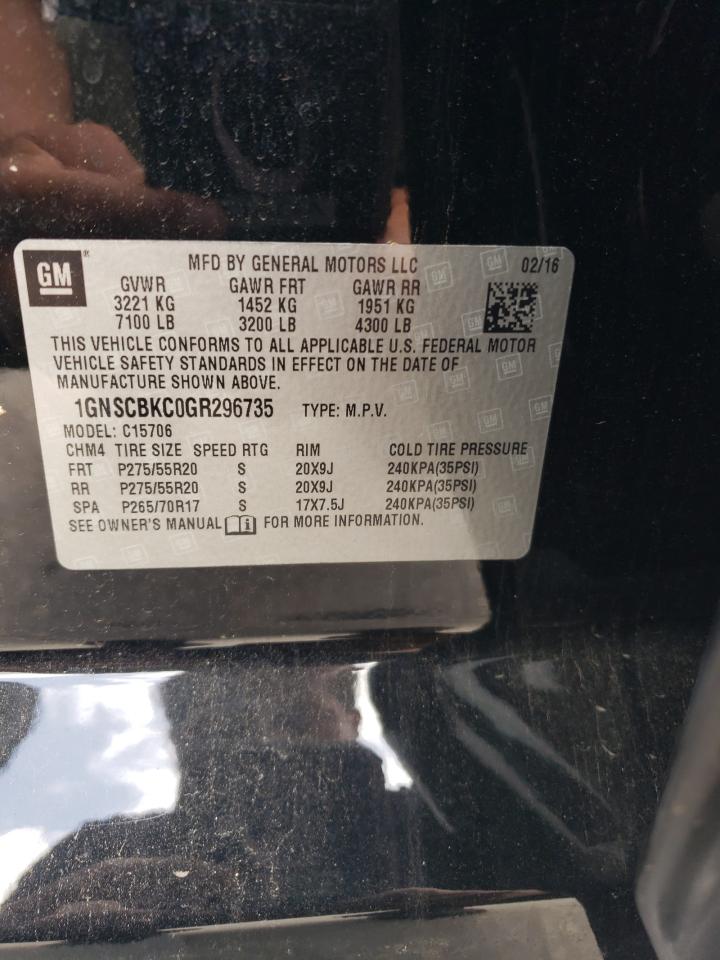 GM® MFD BY GENERAL MOTORS LLC 02/16
GVWR GAWR FRT GAWR RR
3221 KG 1452 KG 1951 KG
7100 LB 3200 LB 4300 LB
THIS VEHICLE CONFORMS TO ALL APPLICABLE U.S. FEDERAL MOTOR
VEHICLE SAFETY STANDARDS IN EFFECT ON THE DATE OF
MANUFACTURE SHOWN ABOVE.
1GNSCBKC0GR296735 TYPE: M.P.V.
MODEL: C15706
CHM4 TIRE SIZE SPEED RTG RIM COLD TIRE PRESSURE
FRT P275/55R20 S 20X9J 240KPA(35PSI)
RR P275/55R20 S 20X9J 240KPA(35PSI)
SPA P265/70R17 S 17X7.5J 240KPA(35PSI)
SEE OWNER'S MANUAL i FOR MORE INFORMATION.